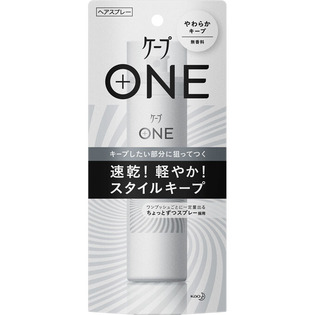 ヘアスプレー
やわらか
キープ
無香料
ケープ
ONE
ケープ
ONE
キープしたい部分に狙ってつく
速乾！軽やか！
スタイルキープ
ワンプッシュごとに一定量出る
ちょっとずつスプレー採用
Kao